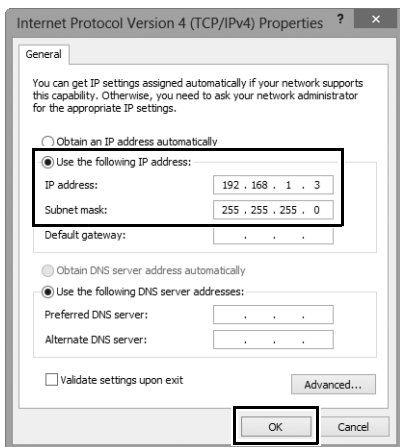 Internet Protocol Version 4 (TCP/IPv4) Properties ? ×
General
You can get IP settings assigned automatically if your network supports
this capability. Otherwise, you need to ask your network administrator
for the appropriate IP settings.
Obtain an IP address automatically
Use the following IP address:
IP address: 192 . 168 . 1 . 3
Subnet mask: 255 . 255 . 255 . 0
Default gateway: . . .
Obtain DNS server address automatically
Use the following DNS server addresses:
Preferred DNS server: . . .
Alternate DNS server: . . .
Validate settings upon exit
Advanced...
OK Cancel